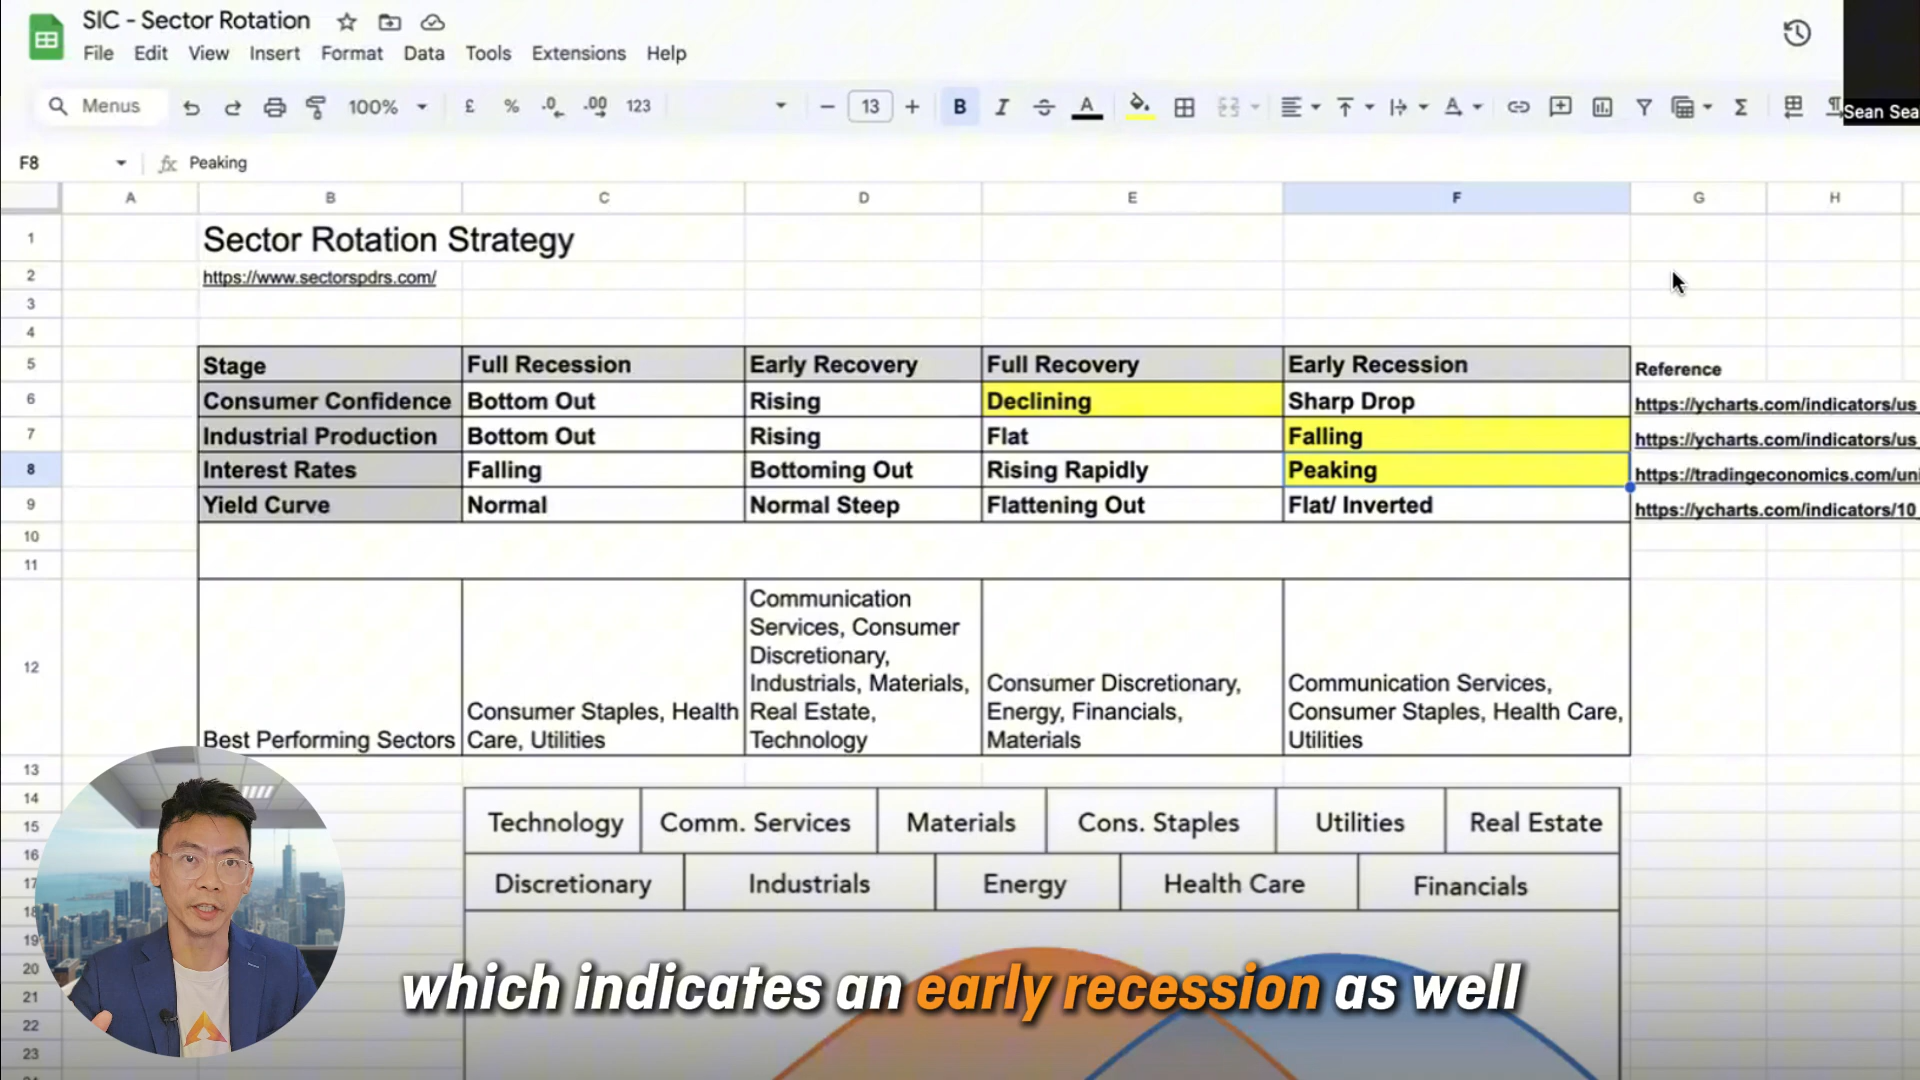 SIC - Sector Rotation
File Edit View Insert Format Data Tools Extensions Help
Menus 100% £ % .0 .00 123 13 B I A
Sean Sea
F8 fx Peaking
A B C D E F G H
1 Sector Rotation Strategy
2 https://www.sectorspdrs.com/
3
4
5 Stage Full Recession Early Recovery Full Recovery Early Recession Reference
6 Consumer Confidence Bottom Out Rising Declining Sharp Drop https://ycharts.com/indicators/us_
7 Industrial Production Bottom Out Rising Flat Falling https://ycharts.com/indicators/us_
8 Interest Rates Falling Bottoming Out Rising Rapidly Peaking https://tradingeconomics.com/uni
9 Yield Curve Normal Normal Steep Flattening Out Flat/ Inverted https://ycharts.com/indicators/10_
10
11
12
Best Performing Sectors
Consumer Staples, Health
Care, Utilities
Communication
Services, Consumer
Discretionary,
Industrials, Materials,
Real Estate,
Technology
Consumer Discretionary,
Energy, Financials,
Materials
Communication Services,
Consumer Staples, Health Care,
Utilities
13
14
15 Technology Comm. Services Materials Cons. Staples Utilities Real Estate
16
17 Discretionary Industrials Energy Health Care Financials
18
19
20
which indicates an early recession as well
21
22
23